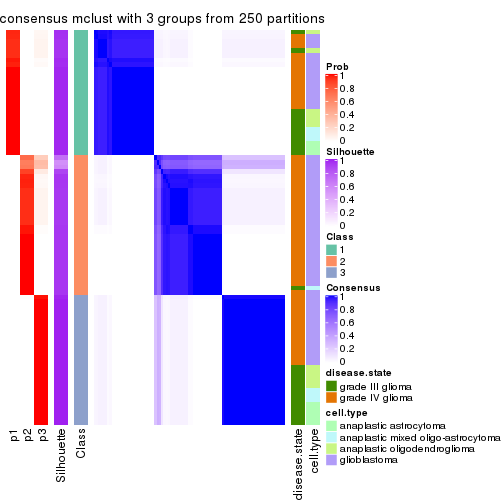 consensus mclust with 3 groups from 250 partitions
Prob
1
0.8
0.6
0.4
0.2
0
Silhouette
1
0.8
0.6
0.4
0.2
0
Class
1
2
3
Consensus
1
0.8
0.6
0.4
0.2
0
disease.state
grade III glioma
grade IV glioma
cell.type
anaplastic astrocytoma
anaplastic mixed oligo-astrocytoma
anaplastic oligodendroglioma
glioblastoma
p1
p2
p3
Silhouette
Class
disease.state
cell.type